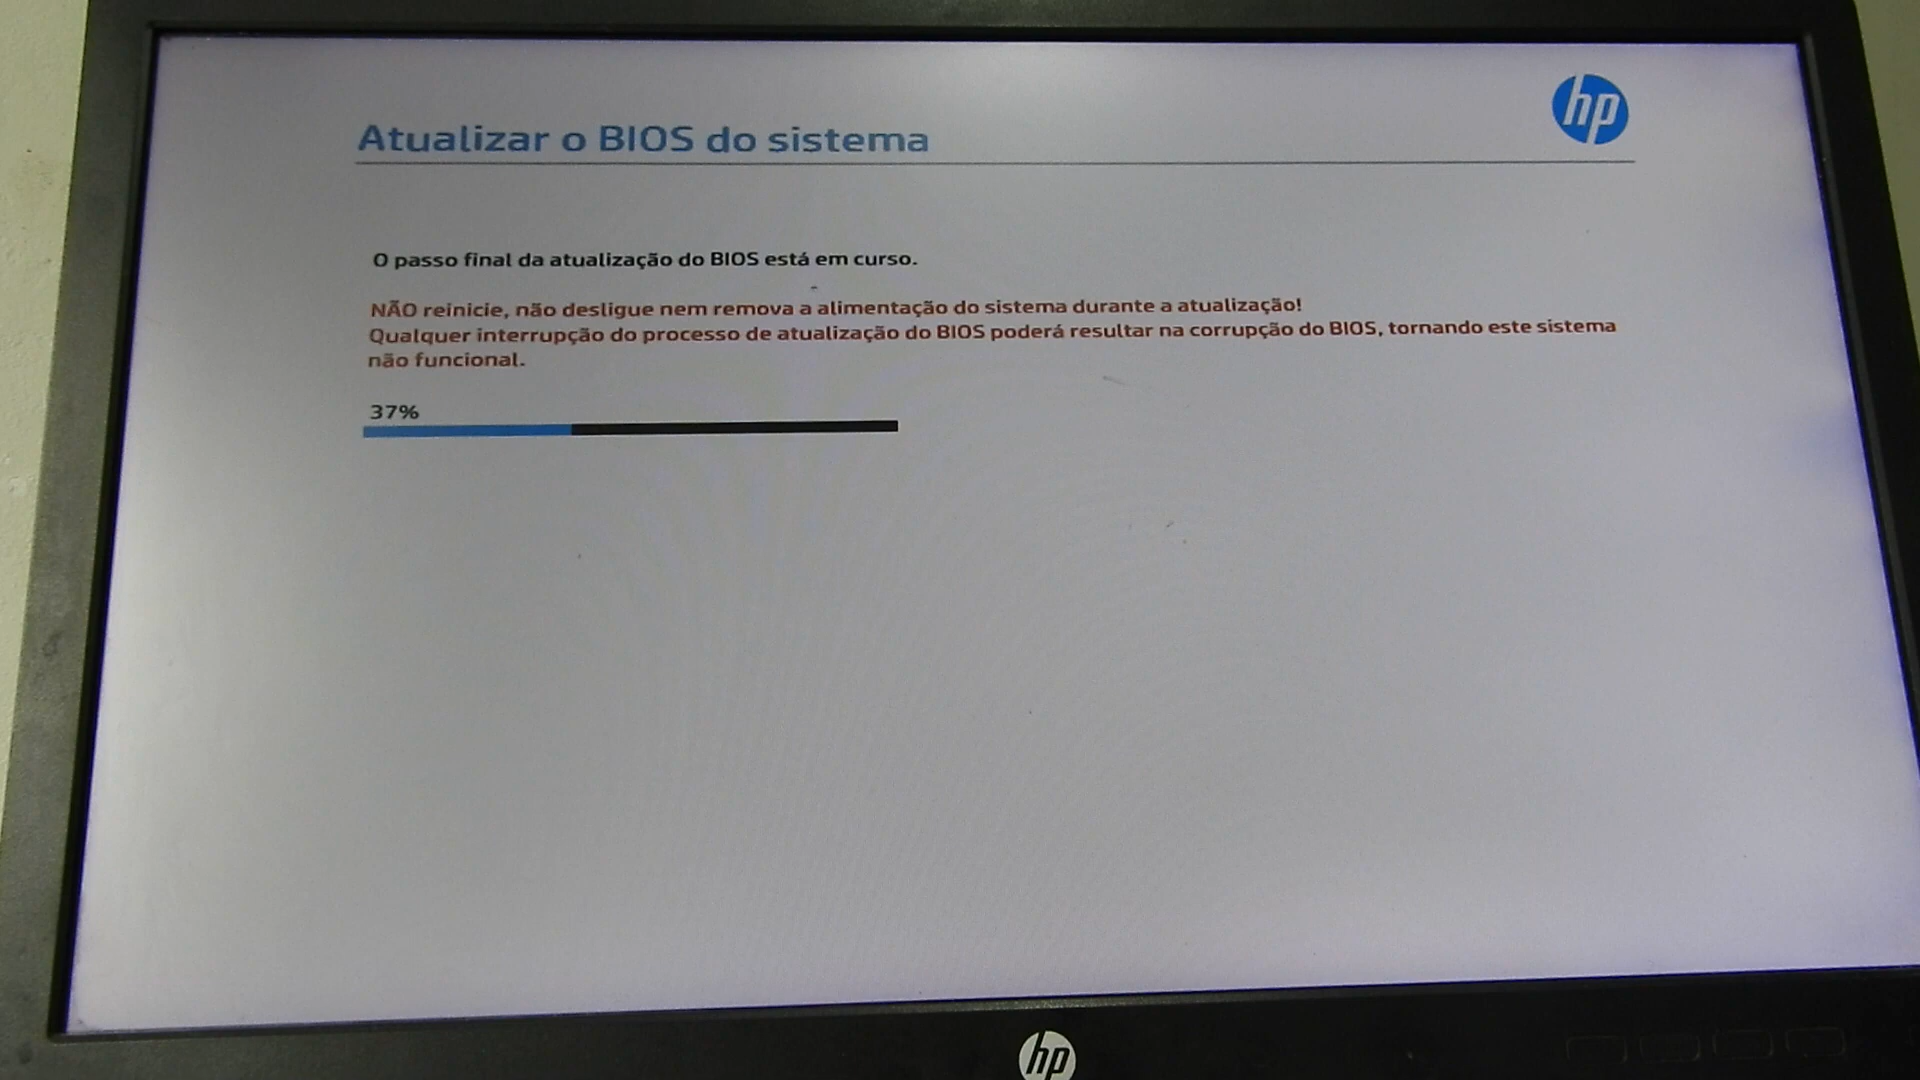 hp
Atualizar o BIOS do sistema
O passo final da atualização do BIOS está em curso.
NÃO reinicie, não desligue nem remova a alimentação do sistema durante a atualização!
Qualquer interrupção do processo de atualização do BIOS poderá resultar na corrupção do BIOS, tornando este sistema
não funcional.
37%
hp